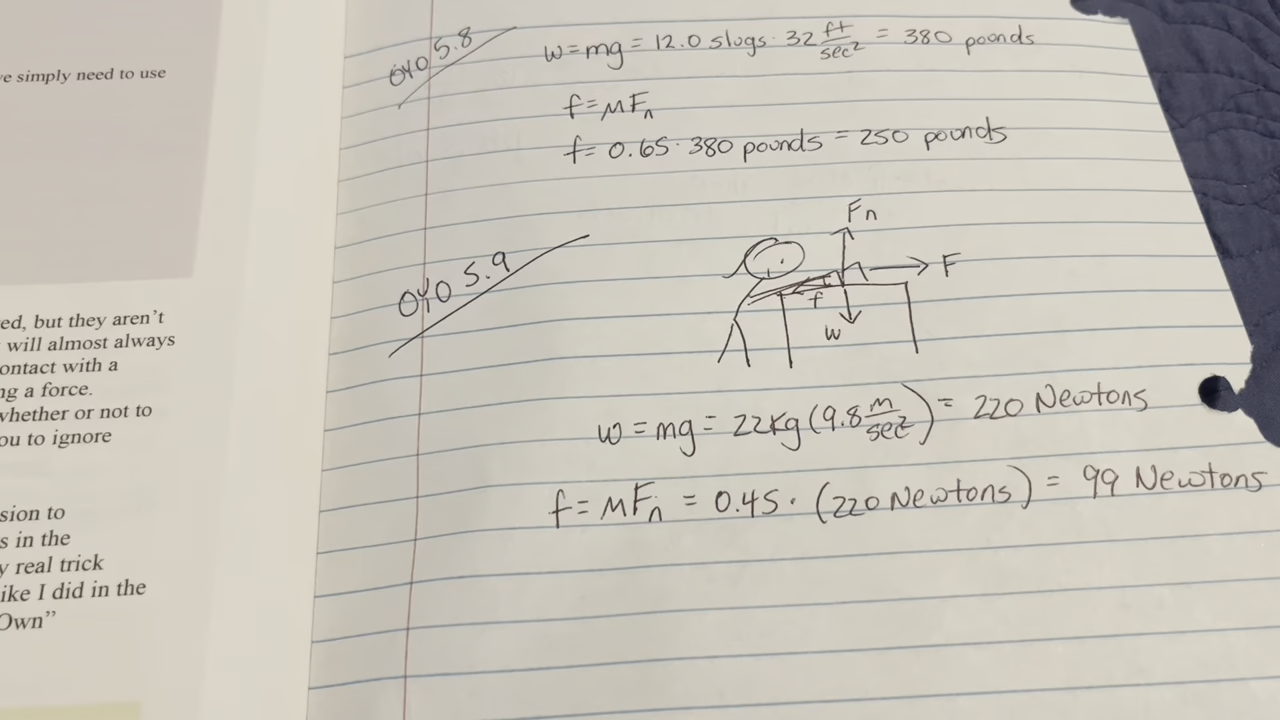 e simply need to use
ed, but they aren't
will almost always
ontact with a
ng a force.
whether or not to
ou to ignore
sion to
s in the
y real trick
ike I did in the
Own"
OYO 5.8
w = mg = 12.0 slugs · 32 ft/sec² = 380 pounds
f = μFn
f = 0.65 · 380 pounds = 250 pounds
OYO 5.9
Fn
F
f
w
w = mg = 22kg (9.8 m/sec²) = 220 Newtons
f = μFn = 0.45 · (220 Newtons) = 99 Newtons